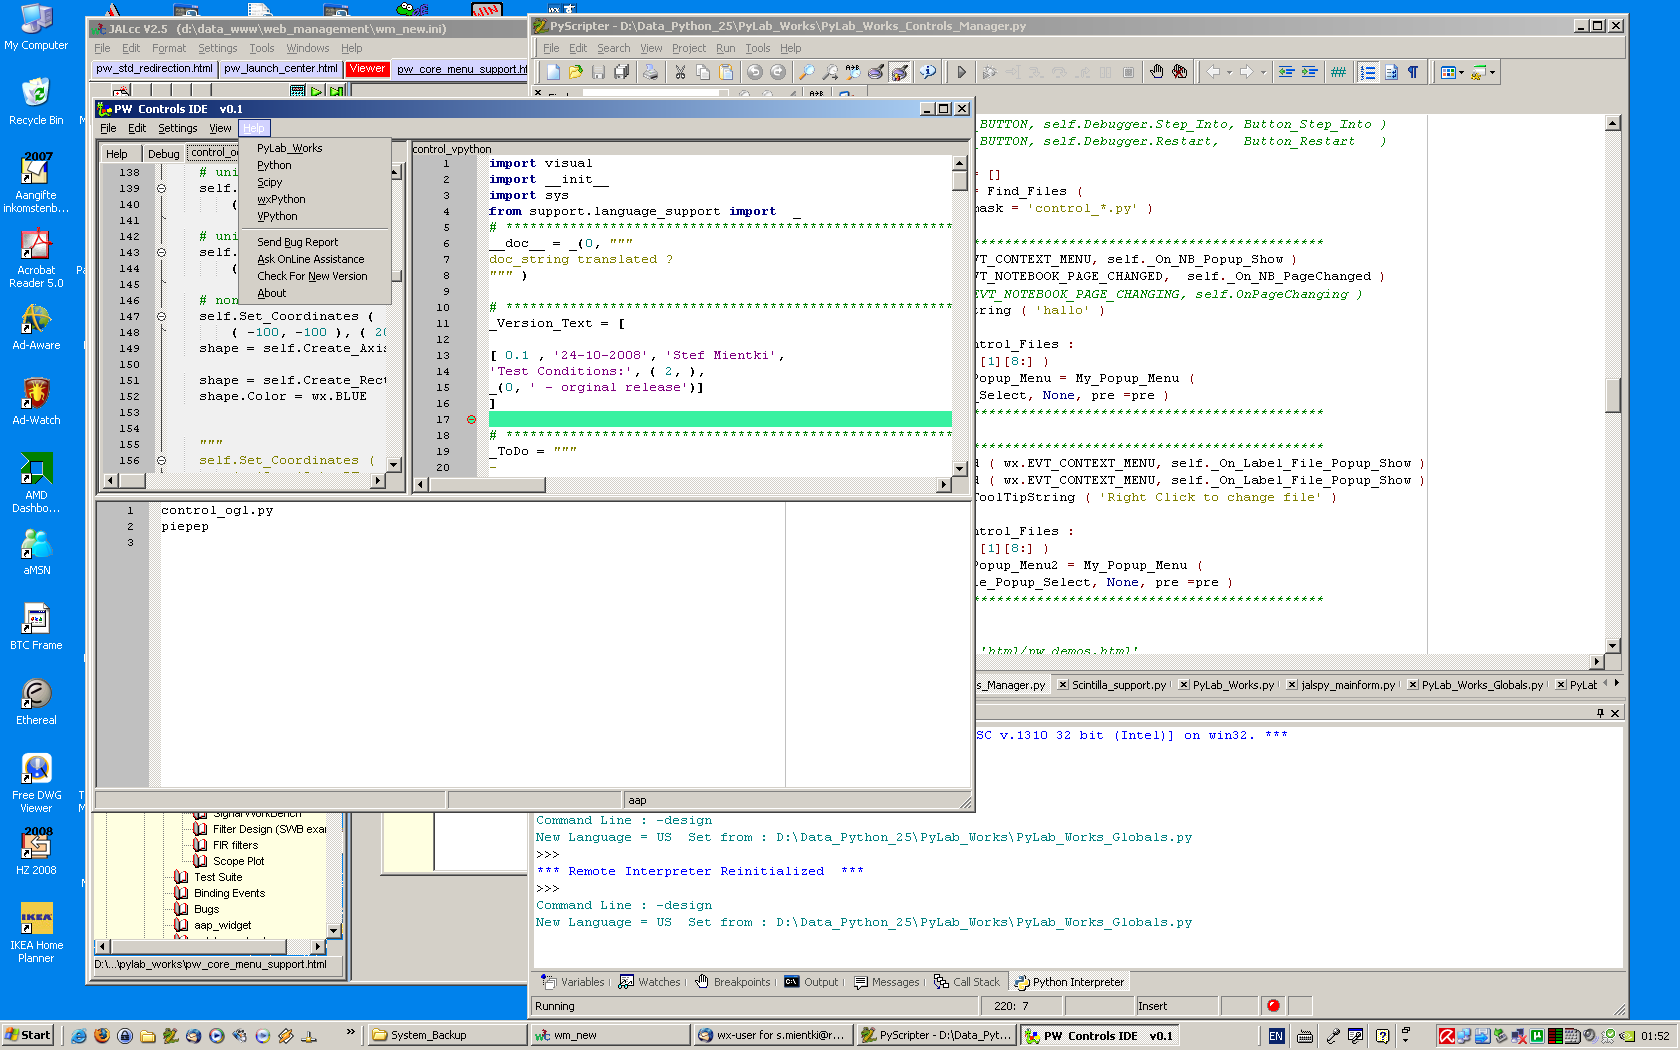 My Computer
Recycle Bin
2007
Aangifte
inkomstenb...
Acrobat
Reader 5.0
Ad-Aware
Ad-Watch
AMD
Dashbo...
aMSN
BTC Frame
Ethereal
Free DWG
Viewer
2008
HZ 2008
IKEA
IKEA Home
Planner
JALcc V2.5 (d:\data_www\web_management\wm_new.ini)
File Edit Format Settings Tools Windows Help
pw_std_redirection.html pw_launch_center.html Viewer pw_core_menu_support.ht
PW Controls IDE v0.1
File Edit Settings View Help
Help Debug control_o
PyLab_Works
Python
Scipy
wxPython
VPython
Send Bug Report
Ask OnLine Assistance
Check For New Version
About
138 # uni
139 self.
140 (
141
142 # uni
143 self.
144 (
145
146 # non
147 self.Set_Coordinates (
148 ( -100, -100 ), ( 20
149 shape = self.Create_Axis
150
151 shape = self.Create_Rect
152 shape.Color = wx.BLUE
153
154
155 """
156 self.Set_Coordinates (
control_vpython
1 import visual
2 import __init__
3 import sys
4 from support.language_support import _
5 # *********************************************************
6 __doc__ = _(0, """
7 doc_string translated ?
8 """ )
9
10 # *********************************************************
11 _Version_Text = [
12
13 [ 0.1 , '24-10-2008', 'Stef Mientki',
14 'Test Conditions:', ( 2, ),
15 _(0, ' - orginal release')]
16 ]
17
18 # *********************************************************
19 _ToDo = """
20 -
1 control_ogl.py
2 piepep
3
aap
SignalWorkBench
Filter Design (SWB exa
FIR filters
Scope Plot
Test Suite
Binding Events
Bugs
aap_widget
D:\...\pylab_works\pw_core_menu_support.html
PyScripter - D:\Data_Python_25\PyLab_Works\PyLab_Works_Controls_Manager.py
File Edit Search View Project Run Tools Help
_BUTTON, self.Debugger.Step_Into, Button_Step_Into )
_BUTTON, self.Debugger.Restart, Button_Restart )
= []
= Find_Files (
mask = 'control_*.py' )
********************************************
VT_CONTEXT_MENU, self._On_NB_Popup_Show )
EVT_NOTEBOOK_PAGE_CHANGED, self._On_NB_PageChanged )
EVT_NOTEBOOK_PAGE_CHANGING, self.OnPageChanging )
tring ( 'hallo' )
ntrol_Files :
[1][8:] )
Popup_Menu = My_Popup_Menu (
_Select, None, pre =pre )
********************************************
********************************************
d ( wx.EVT_CONTEXT_MENU, self._On_Label_File_Popup_Show )
d ( wx.EVT_CONTEXT_MENU, self._On_Label_File_Popup_Show )
ToolTipString ( 'Right Click to change file' )
ntrol_Files :
[1][8:] )
Popup_Menu2 = My_Popup_Menu (
le_Popup_Select, None, pre =pre )
********************************************
'html/pw_demos.html'
s_Manager.py Scintilla_support.py PyLab_Works.py jalspy_mainform.py PyLab_Works_Globals.py PyLat
SC v.1310 32 bit (Intel)] on win32. ***
Command Line : -design
New Language = US Set from : D:\Data_Python_25\PyLab_Works\PyLab_Works_Globals.py
>>>
*** Remote Interpreter Reinitialized ***
>>>
Command Line : -design
New Language = US Set from : D:\Data_Python_25\PyLab_Works\PyLab_Works_Globals.py
Variables Watches Breakpoints Output Messages Call Stack Python Interpreter
Running 220: 7 Insert
Start System_Backup wm_new wx-user for s.mientki@r... PyScripter - D:\Data_Pyt... PW Controls IDE v0.1 EN 01:52